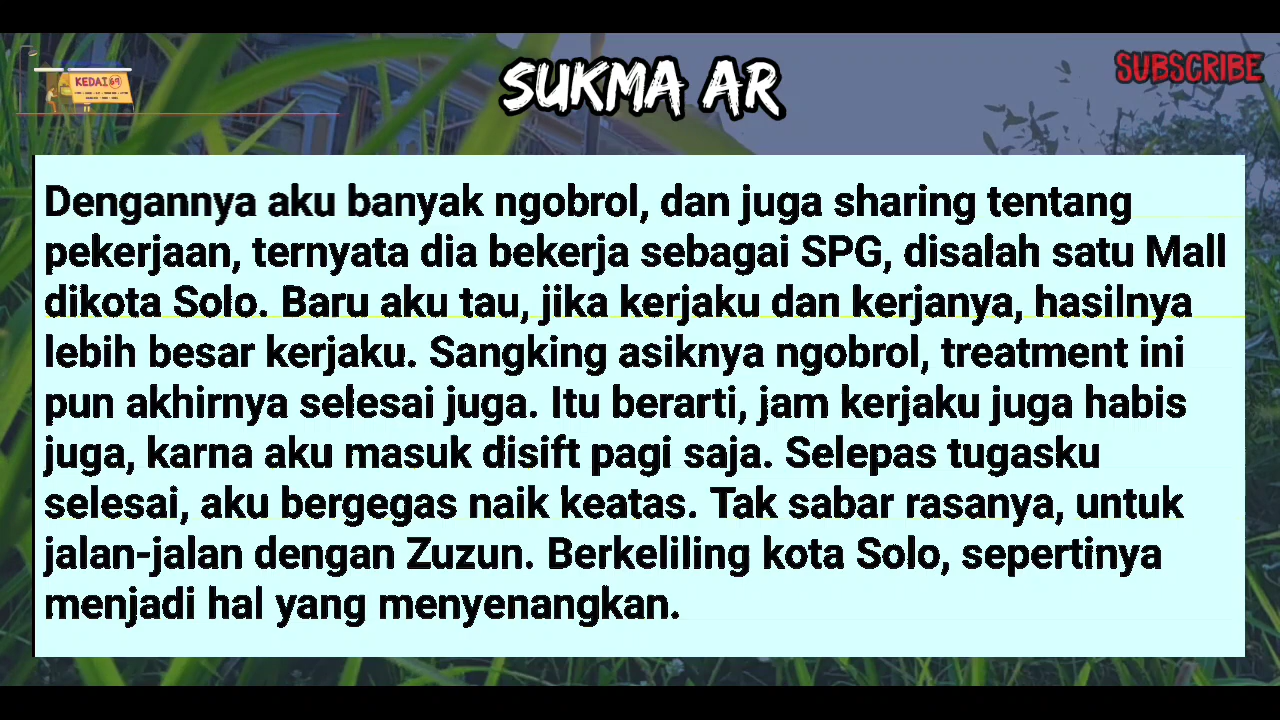 KEDAI 69
SUKMA AR
SUBSCRIBE
Dengannya aku banyak ngobrol, dan juga sharing tentang
pekerjaan, ternyata dia bekerja sebagai SPG, disalah satu Mall
dikota Solo. Baru aku tau, jika kerjaku dan kerjanya, hasilnya
lebih besar kerjaku. Sangking asiknya ngobrol, treatment ini
pun akhirnya selesai juga. Itu berarti, jam kerjaku juga habis
juga, karna aku masuk disift pagi saja. Selepas tugasku
selesai, aku bergegas naik keatas. Tak sabar rasanya, untuk
jalan-jalan dengan Zuzun. Berkeliling kota Solo, sepertinya
menjadi hal yang menyenangkan.